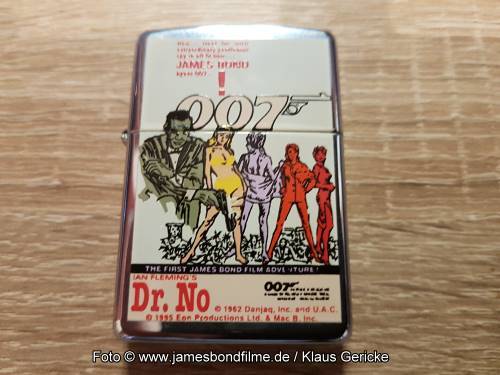 JAMES BOND
!
007
THE FIRST JAMES BOND FILM ADVENTURE!
IAN FLEMING'S
Dr. No
007
© 1962 Danjaq, Inc. and U.A.C.
© 1995 Eon Productions Ltd. & Mac B. Inc.
Foto © www.jamesbondfilme.de / Klaus Gericke